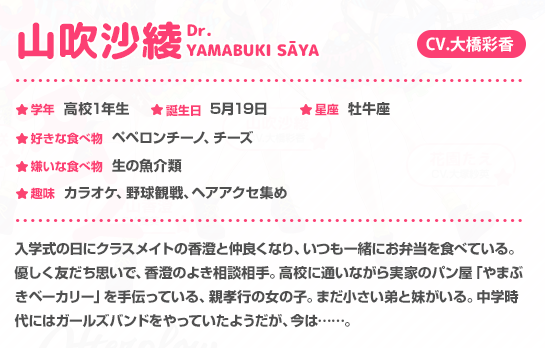 山吹沙綾 Dr. YAMABUKI SĀYA CV.大橋彩香
★学年 高校1年生 ★誕生日 5月19日 ★星座 牡牛座
★好きな食べ物 ペペロンチーノ、チーズ
★嫌いな食べ物 生の魚介類
★趣味 カラオケ、野球観戦、ヘアアクセ集め
入学式の日にクラスメイトの香澄と仲良くなり、いつも一緒にお弁当を食べている。
優しく友だち思いで、香澄のよき相談相手。高校に通いながら実家のパン屋「やまぶ
きベーカリー」を手伝っている、親孝行の女の子。まだ小さい弟と妹がいる。中学時
代にはガールズバンドをやっていたようだが、今は……。